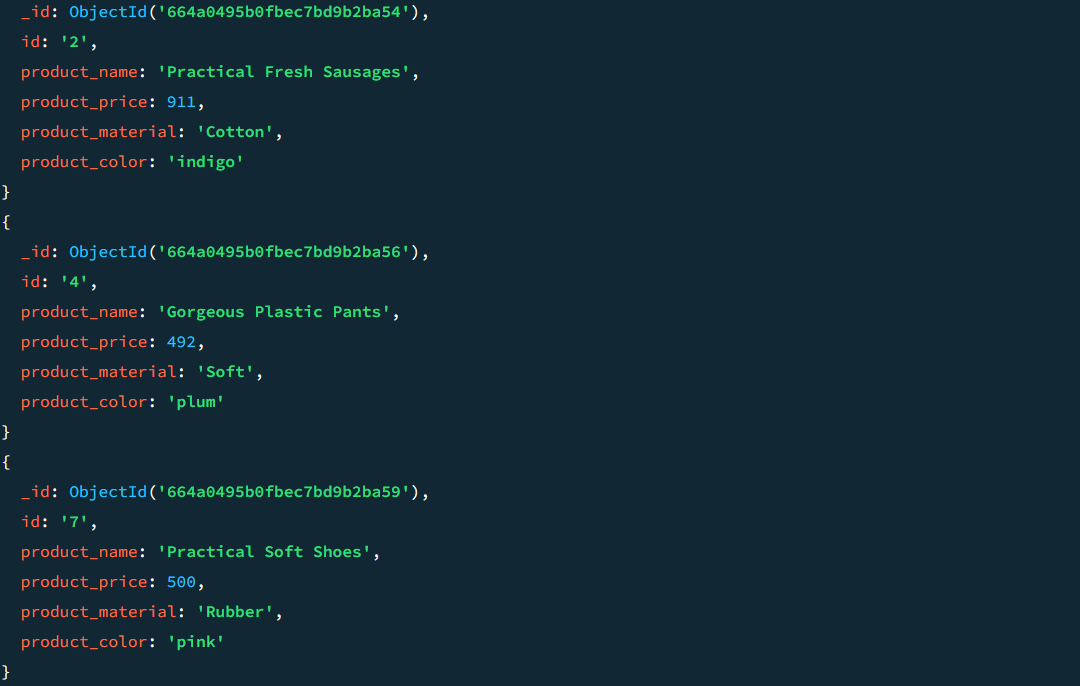 _id: ObjectId('664a0495b0fbec7bd9b2ba54'),
id: '2',
product_name: 'Practical Fresh Sausages',
product_price: 911,
product_material: 'Cotton',
product_color: 'indigo'
}
{
_id: ObjectId('664a0495b0fbec7bd9b2ba56'),
id: '4',
product_name: 'Gorgeous Plastic Pants',
product_price: 492,
product_material: 'Soft',
product_color: 'plum'
}
{
_id: ObjectId('664a0495b0fbec7bd9b2ba59'),
id: '7',
product_name: 'Practical Soft Shoes',
product_price: 500,
product_material: 'Rubber',
product_color: 'pink'
}